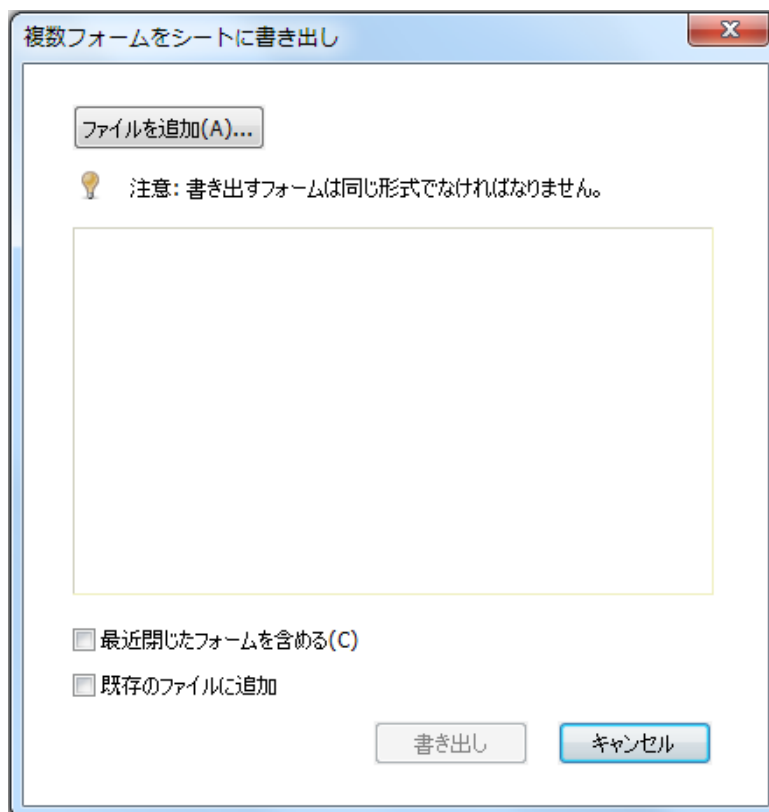 複数フォームをシートに書き出し
ファイルを追加(A)...
注意: 書き出すフォームは同じ形式でなければなりません。
最近閉じたフォームを含める(C)
既存のファイルに追加
書き出し
キャンセル